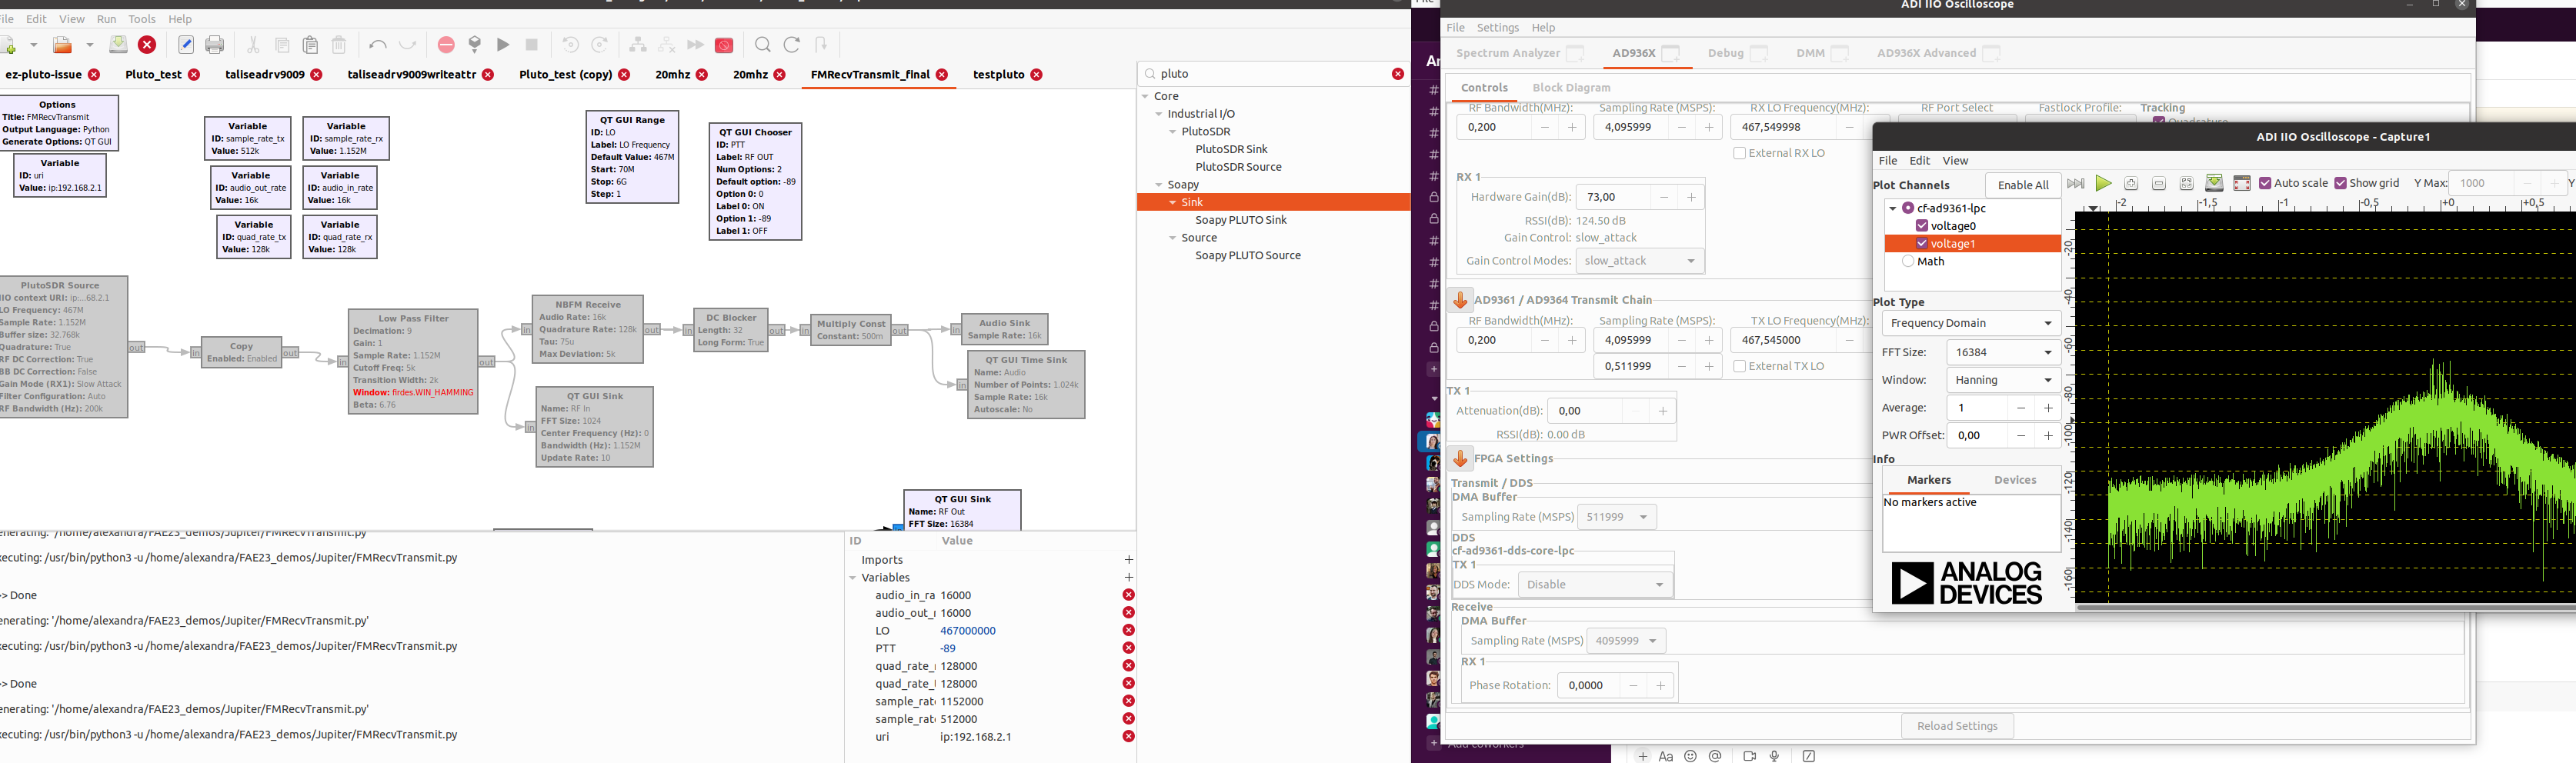 File Edit View Run Tools Help
ez-pluto-issue Pluto_test taliseadrv9009 taliseadrv9009writeattr Pluto_test (copy) 20mhz 20mhz FMRecvTransmit_final testpluto
Options
Title: FMRecvTransmit
Output Language: Python
Generate Options: QT GUI
Variable
ID: uri
Value: ip:192.168.2.1
Variable
ID: sample_rate_tx
Value: 512k
Variable
ID: sample_rate_rx
Value: 1.152M
Variable
ID: audio_out_rate
Value: 16k
Variable
ID: audio_in_rate
Value: 16k
Variable
ID: quad_rate_tx
Value: 128k
Variable
ID: quad_rate_rx
Value: 128k
QT GUI Range
ID: LO
Label: LO Frequency
Default Value: 467M
Start: 70M
Stop: 6G
Step: 1
QT GUI Chooser
ID: PTT
Label: RF OUT
Num Options: 2
Default option: -89
Option 0: 0
Label 0: ON
Option 1: -89
Label 1: OFF
PlutoSDR Source
IIO context URI: ip:...68.2.1
LO Frequency: 467M
Sample Rate: 1.152M
Buffer size: 32.768k
Quadrature: True
RF DC Correction: True
BB DC Correction: False
Gain Mode (RX1): Slow Attack
Filter Configuration: Auto
RF Bandwidth (Hz): 200k
out
in
Copy
Enabled: Enabled
out
in
Low Pass Filter
Decimation: 9
Gain: 1
Sample Rate: 1.152M
Cutoff Freq: 5k
Transition Width: 2k
Window: firdes.WIN_HAMMING
Beta: 6.76
out
in
NBFM Receive
Audio Rate: 16k
Quadrature Rate: 128k
Tau: 75u
Max Deviation: 5k
out
in
QT GUI Sink
Name: RF In
FFT Size: 1024
Center Frequency (Hz): 0
Bandwidth (Hz): 1.152M
Update Rate: 10
in
DC Blocker
Length: 32
Long Form: True
out
in
Multiply Const
Constant: 500m
out
in
Audio Sink
Sample Rate: 16k
in
QT GUI Time Sink
Name: Audio
Number of Points: 1.024k
Sample Rate: 16k
Autoscale: No
QT GUI Sink
Name: RF Out
FFT Size: 16384
enerating: '/home/alexandra/FAE23_demos/Jupiter/FMRecvTransmit.py'
xecuting: /usr/bin/python3 -u /home/alexandra/FAE23_demos/Jupiter/FMRecvTransmit.py
>> Done
enerating: '/home/alexandra/FAE23_demos/Jupiter/FMRecvTransmit.py'
xecuting: /usr/bin/python3 -u /home/alexandra/FAE23_demos/Jupiter/FMRecvTransmit.py
>> Done
enerating: '/home/alexandra/FAE23_demos/Jupiter/FMRecvTransmit.py'
xecuting: /usr/bin/python3 -u /home/alexandra/FAE23_demos/Jupiter/FMRecvTransmit.py
ID Value
Imports
Variables
audio_in_ra 16000
audio_out_r 16000
LO 467000000
PTT -89
quad_rate_r 128000
quad_rate_t 128000
sample_rate 1152000
sample_rate 512000
uri ip:192.168.2.1
pluto
Core
Industrial I/O
PlutoSDR
PlutoSDR Sink
PlutoSDR Source
Soapy
Sink
Soapy PLUTO Sink
Source
Soapy PLUTO Source
ADI IIO Oscilloscope
File Settings Help
Spectrum Analyzer AD936X Debug DMM AD936X Advanced
Controls Block Diagram
RF Bandwidth(MHz): Sampling Rate (MSPS): RX LO Frequency(MHz): RF Port Select Fastlock Profile: Tracking
0,200 4,095999 467,549998 Quadrature
External RX LO
RX 1
Hardware Gain(dB): 73,00
RSSI(dB): 124.50 dB
Gain Control: slow_attack
Gain Control Modes: slow_attack
AD9361 / AD9364 Transmit Chain
RF Bandwidth(MHz): Sampling Rate (MSPS): TX LO Frequency(MHz):
0,200 4,095999 467,545000
0,511999 External TX LO
TX 1
Attenuation(dB): 0,00
RSSI(dB): 0.00 dB
FPGA Settings
Transmit / DDS
DMA Buffer
Sampling Rate (MSPS) 511999
DDS
cf-ad9361-dds-core-lpc
TX 1
DDS Mode: Disable
Receive
DMA Buffer
Sampling Rate (MSPS) 4095999
RX 1
Phase Rotation: 0,0000
Reload Settings
Add coworkers
Aa
ADI IIO Oscilloscope - Capture1
File Edit View
Plot Channels Enable All Auto scale Show grid Y Max: 1000 Y
cf-ad9361-lpc
voltage0
voltage1
Math
Plot Type
Frequency Domain
FFT Size: 16384
Window: Hanning
Average: 1
PWR Offset: 0,00
Info
Markers Devices
No markers active
ANALOG
DEVICES
-2 -1,5 -1 -0,5 +0 +0,5
-20
-40
-60
-80
-100
-120
-140
-160